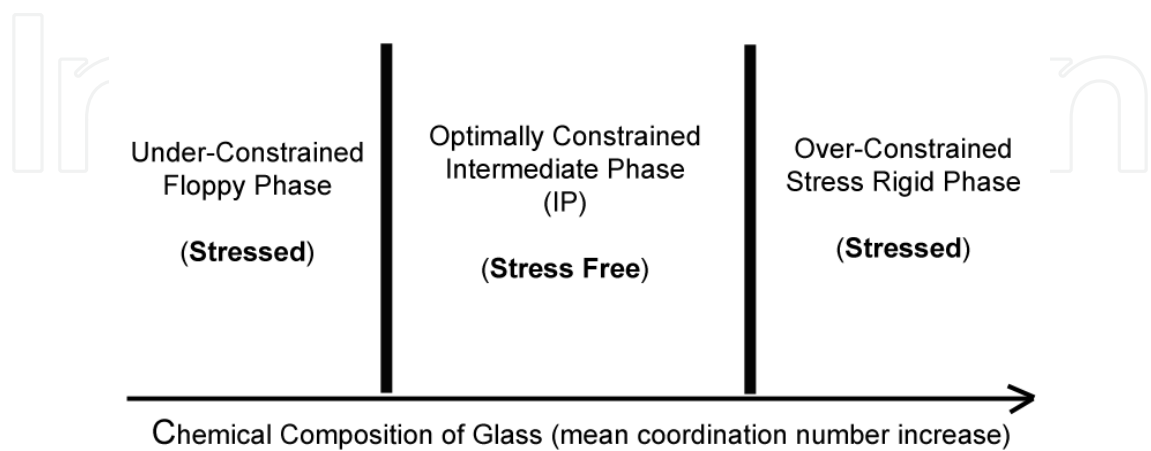 Under-Constrained
Floppy Phase
(Stressed)
Optimally Constrained
Intermediate Phase
(IP)
(Stress Free)
Over-Constrained
Stress Rigid Phase
(Stressed)
Chemical Composition of Glass (mean coordination number increase)